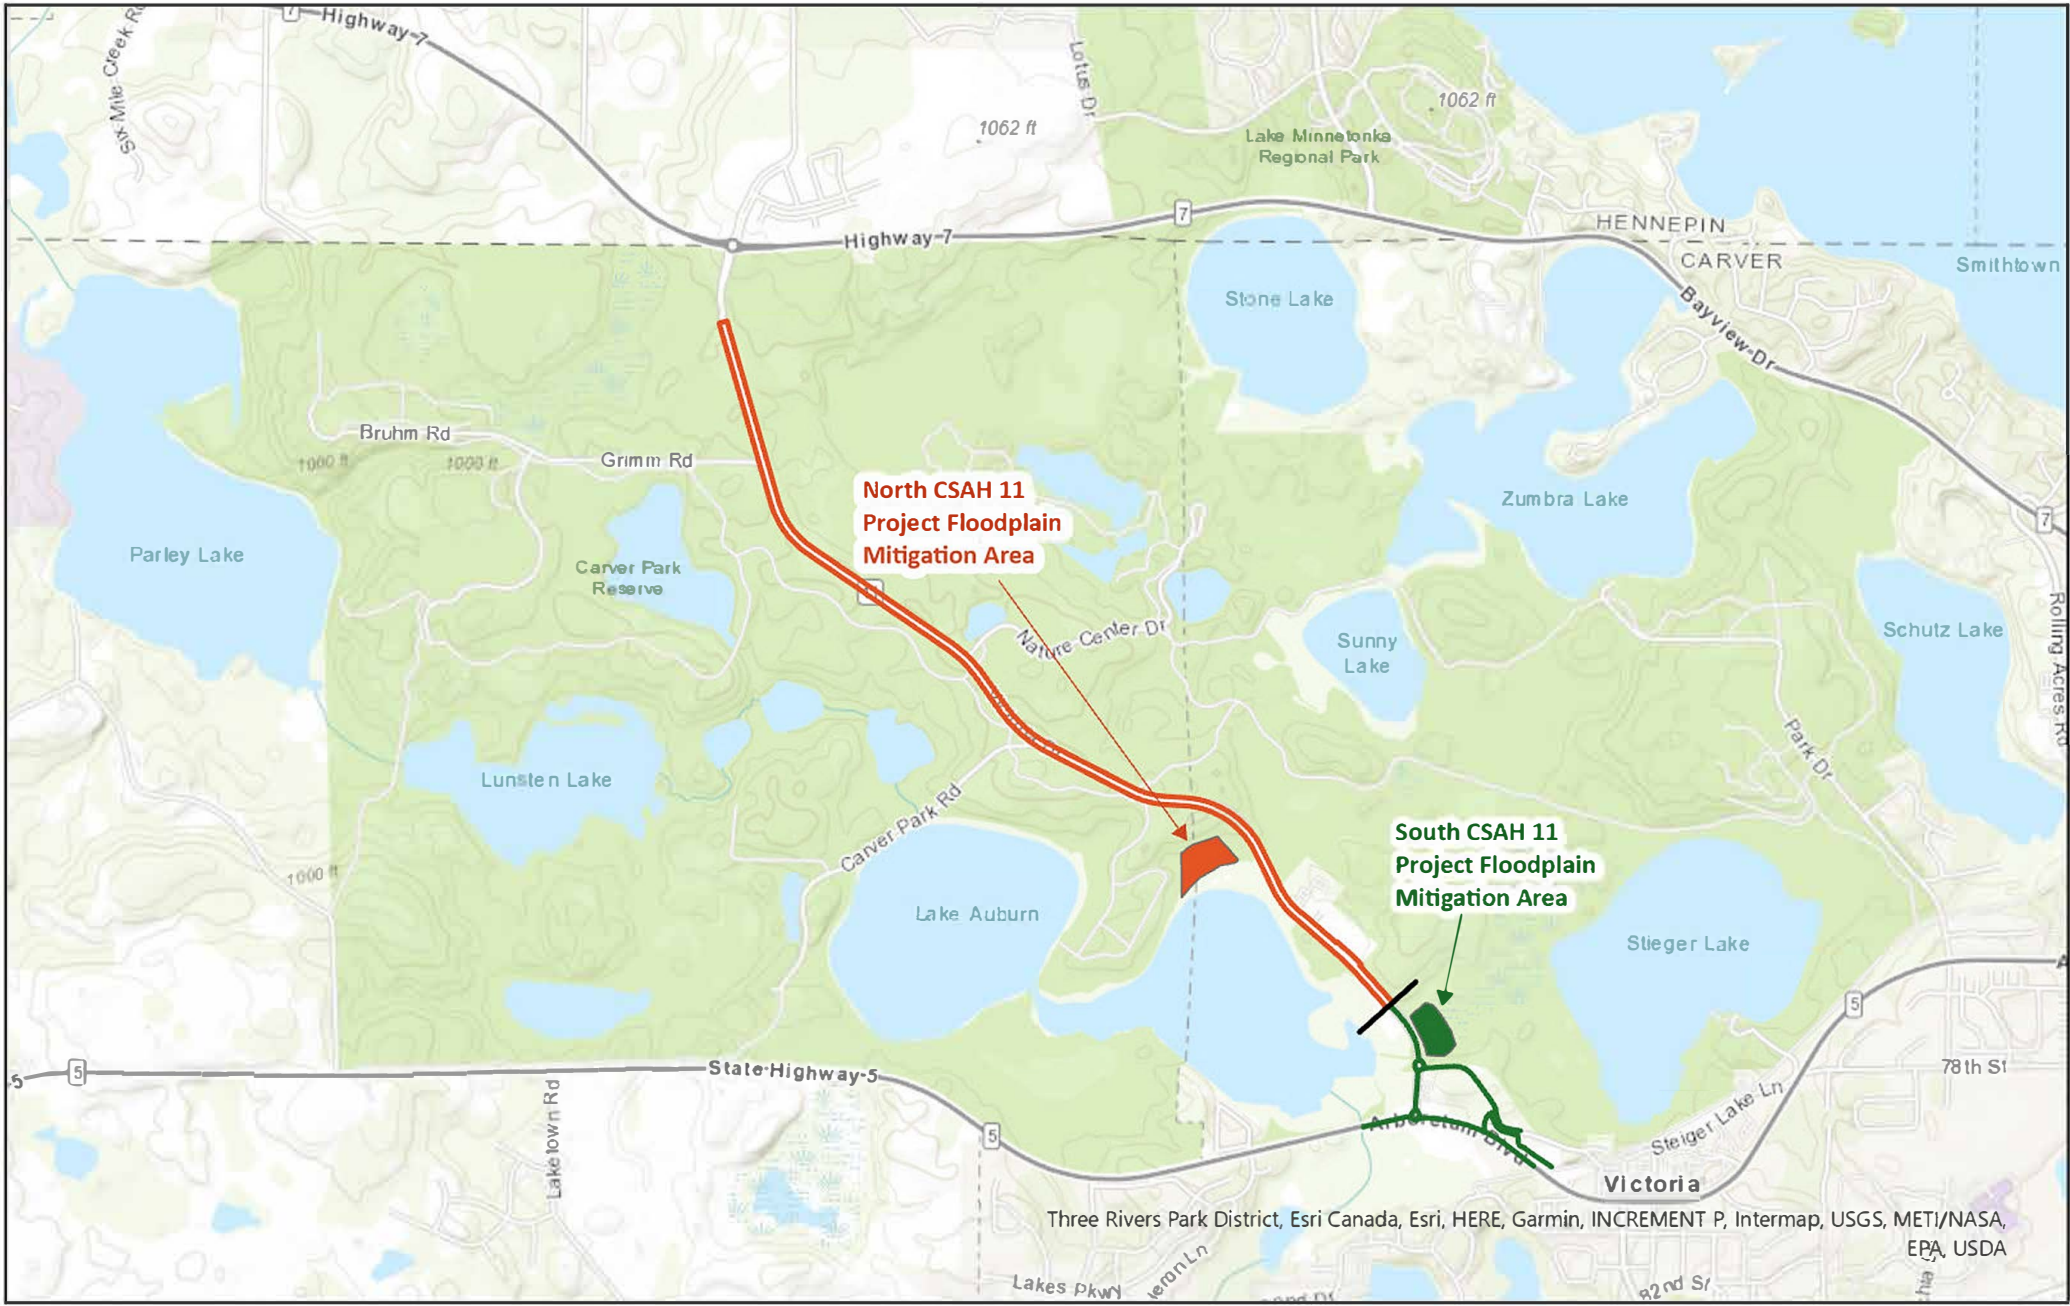 7
Highway 7
Six Mile Creek Rd
Lotus Dr
1062 ft
1062 ft
Lake Minnetonka
Regional Park
7
Highway 7
HENNEPIN
CARVER
Smithtown
Stone Lake
Bayview Dr
Bruhm Rd
1000 ft
1000 ft
Grimm Rd
North CSAH 11
Project Floodplain
Mitigation Area
Zumbra Lake
7
Parley Lake
Carver Park
Reserve
Nature Center Dr
Sunny
Lake
Schutz Lake
Rolling Acres Rd
Park Dr
Lunsten Lake
Carver Park Rd
1000 ft
South CSAH 11
Project Floodplain
Mitigation Area
Lake Auburn
Stieger Lake
5
5
5
State Highway 5
78th St
Laketown Rd
5
Arboretum Blvd
Steiger Lake Ln
Victoria
Three Rivers Park District, Esri Canada, Esri, HERE, Garmin, INCREMENT P, Intermap, USGS, METI/NASA,
EPA, USDA
Lakes Pkwy
82nd St